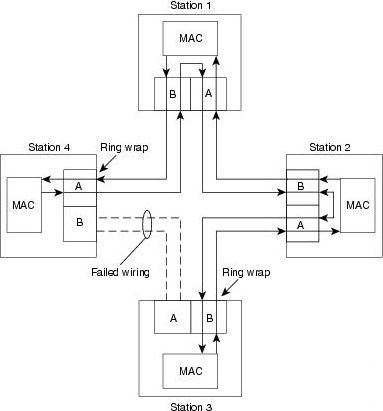 Station 1
MAC
B
A
Station 4
Ring wrap
Station 2
A
MAC
B
B
MAC
A
Failed wiring
Ring wrap
A
B
MAC
Station 3